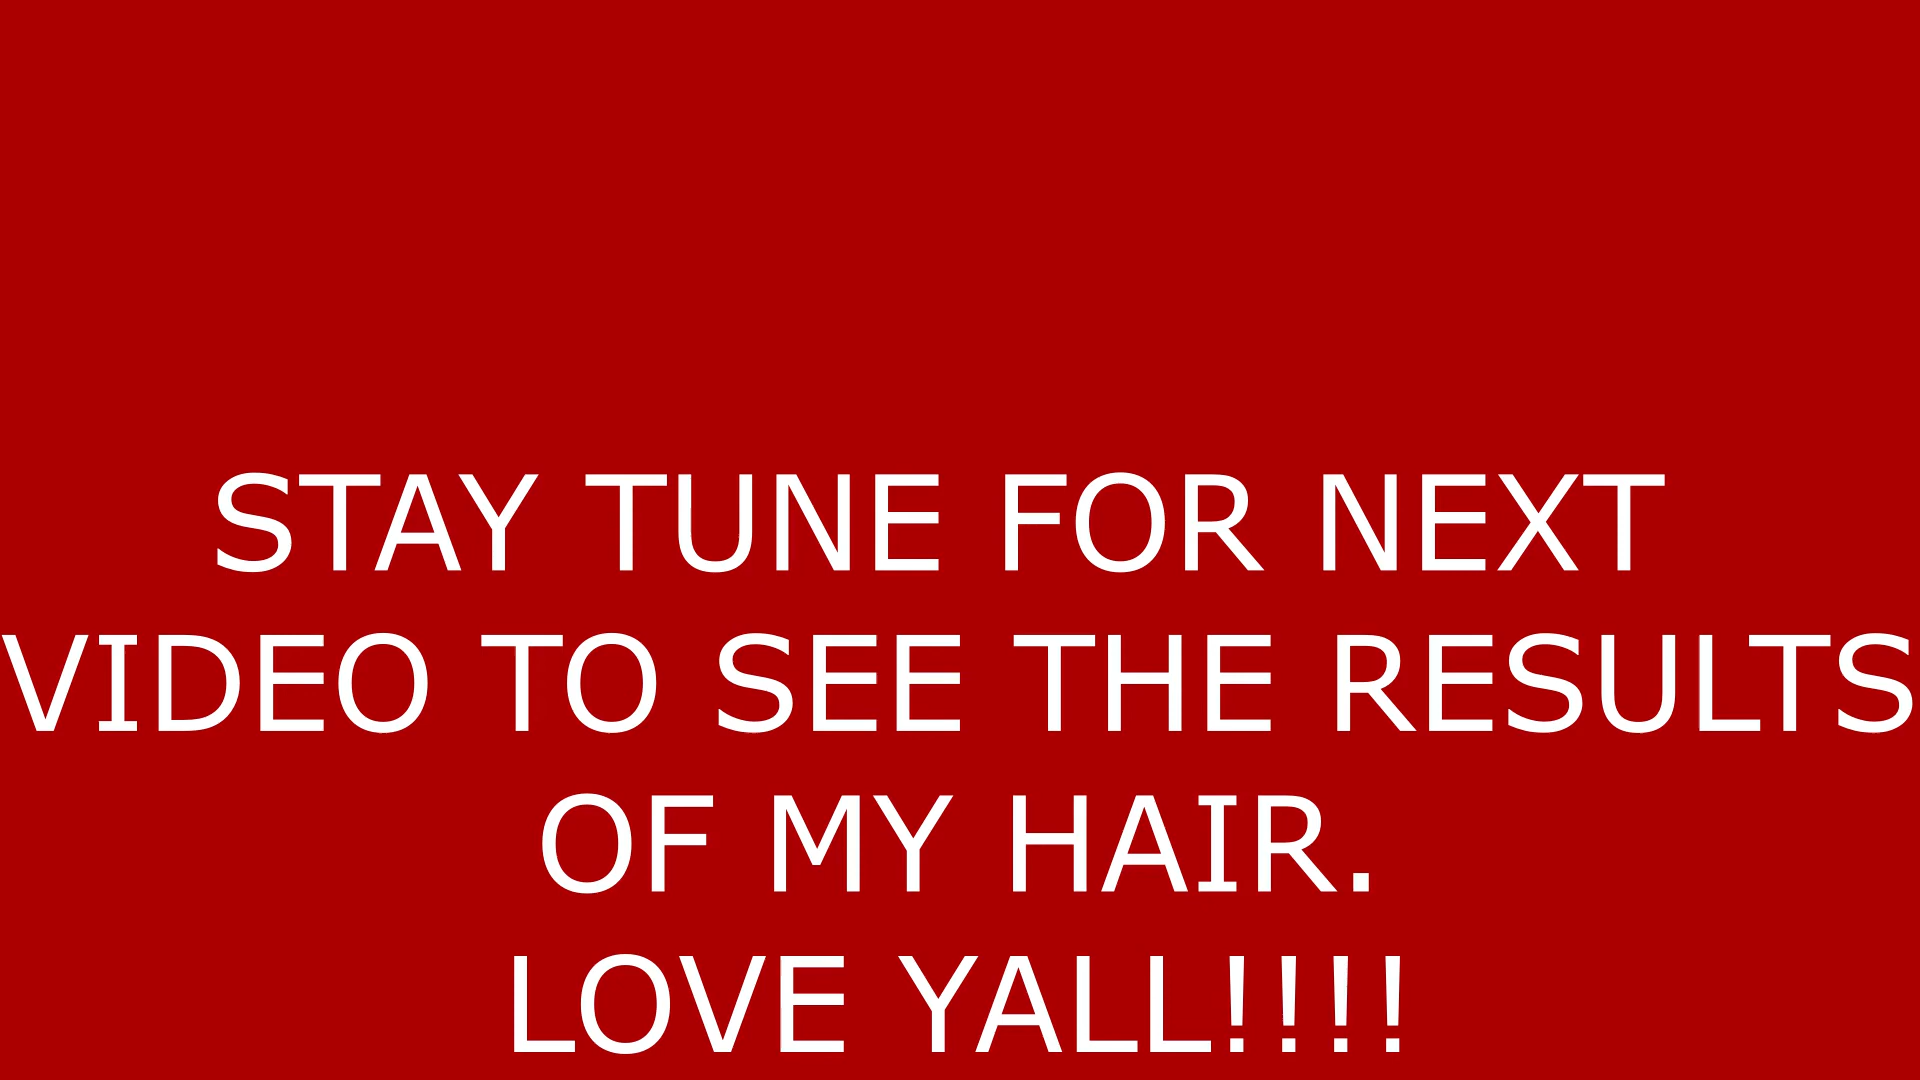 STAY TUNE FOR NEXT
VIDEO TO SEE THE RESULTS
OF MY HAIR.
LOVE YALL!!!!